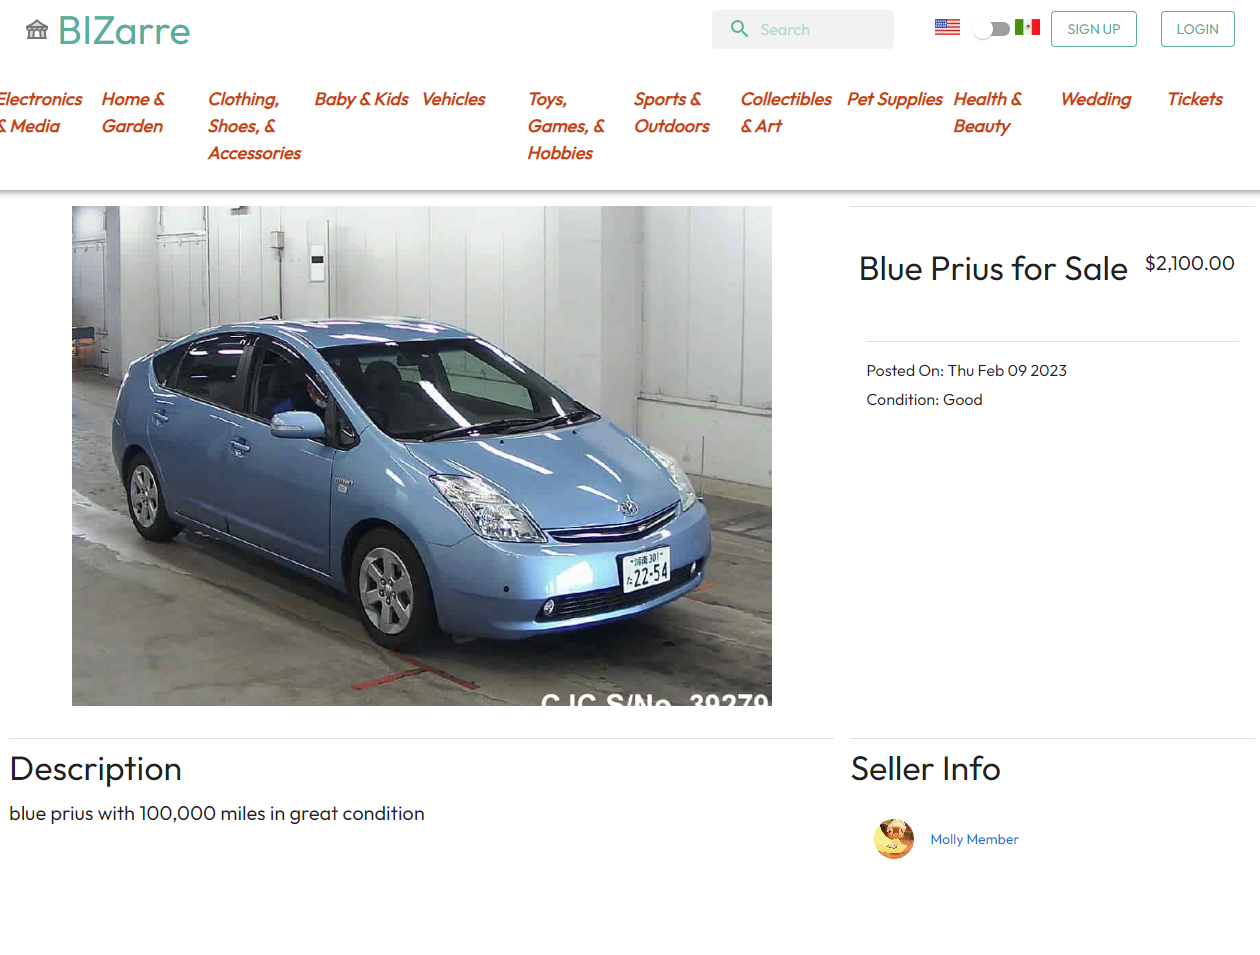 BIZarre
Search
SIGN UP
LOGIN
Electronics & Media
Home & Garden
Clothing, Shoes, & Accessories
Baby & Kids
Vehicles
Toys, Games, & Hobbies
Sports & Outdoors
Collectibles & Art
Pet Supplies
Health & Beauty
Wedding
Tickets
Blue Prius for Sale
$2,100.00
Posted On: Thu Feb 09 2023
Condition: Good
湘南 301
た 22-54
CJC S/No. 39279
Description
blue prius with 100,000 miles in great condition
Seller Info
Molly Member